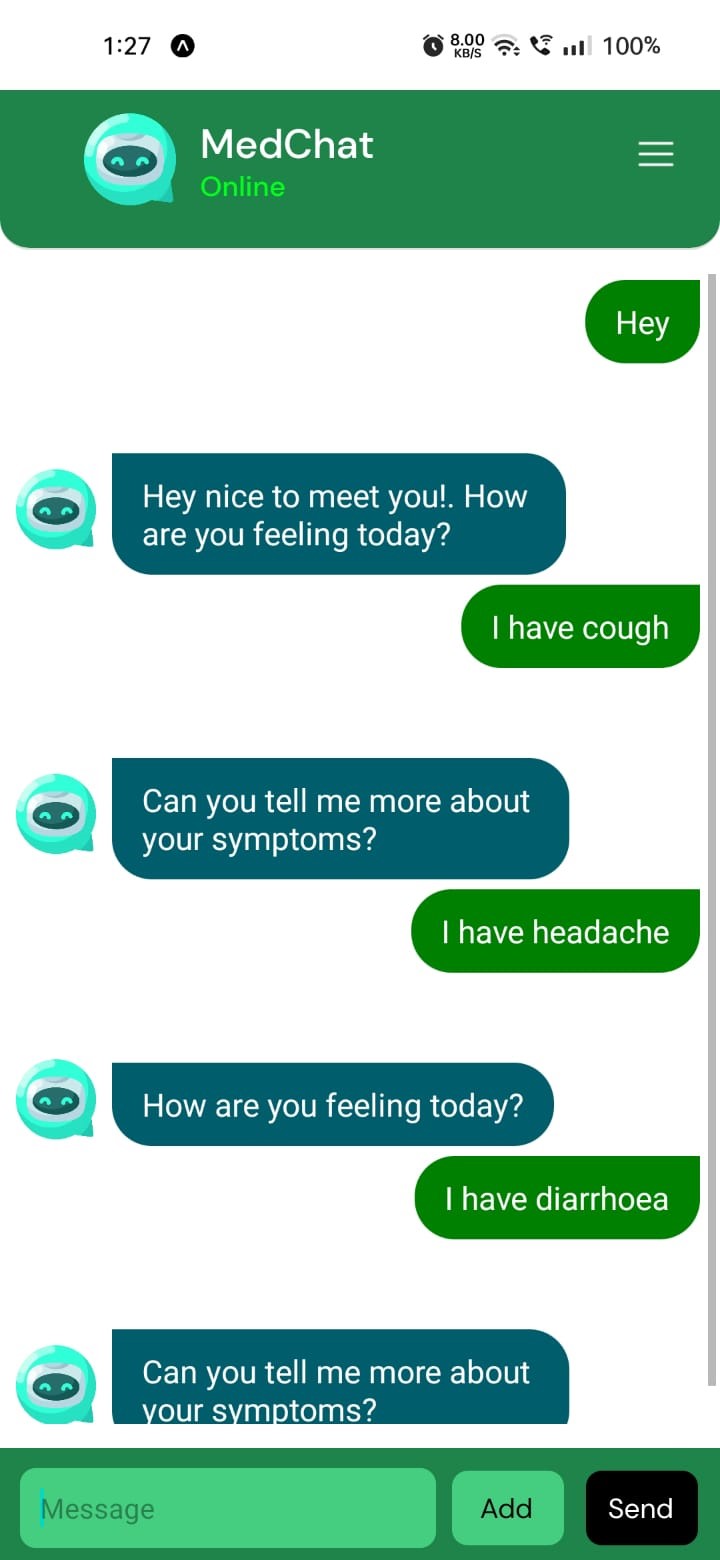 1:27
8.00
KB/S
100%
MedChat
Online
Hey
Hey nice to meet you!. How
are you feeling today?
I have cough
Can you tell me more about
your symptoms?
I have headache
How are you feeling today?
I have diarrhoea
Can you tell me more about
your symptoms?
Message
Add
Send